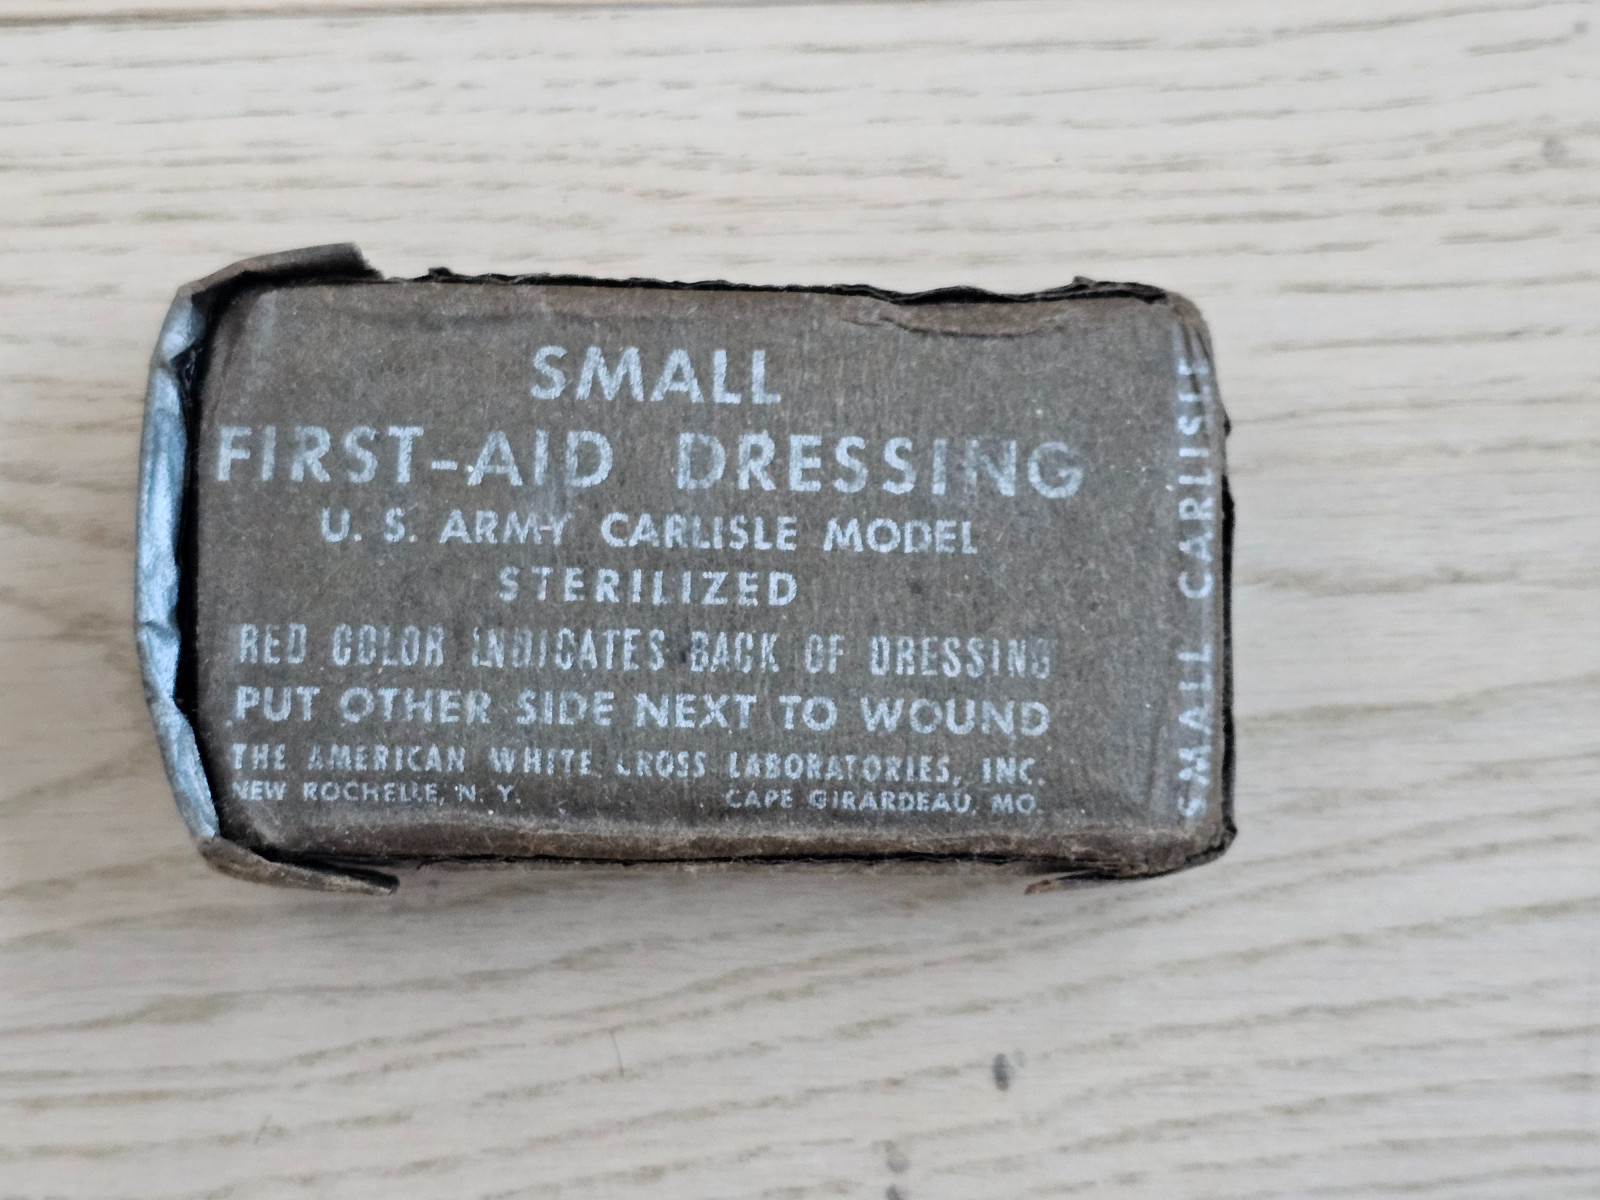 SMALL
FIRST-AID DRESSING
U. S. ARMY CARLISLE MODEL
STERILIZED
RED COLOR INDICATES BACK OF DRESSING
PUT OTHER SIDE NEXT TO WOUND
THE AMERICAN WHITE CROSS LABORATORIES, INC.
NEW ROCHELLE, N. Y. CAPE GIRARDEAU, MO.
SMALL CARLISLE